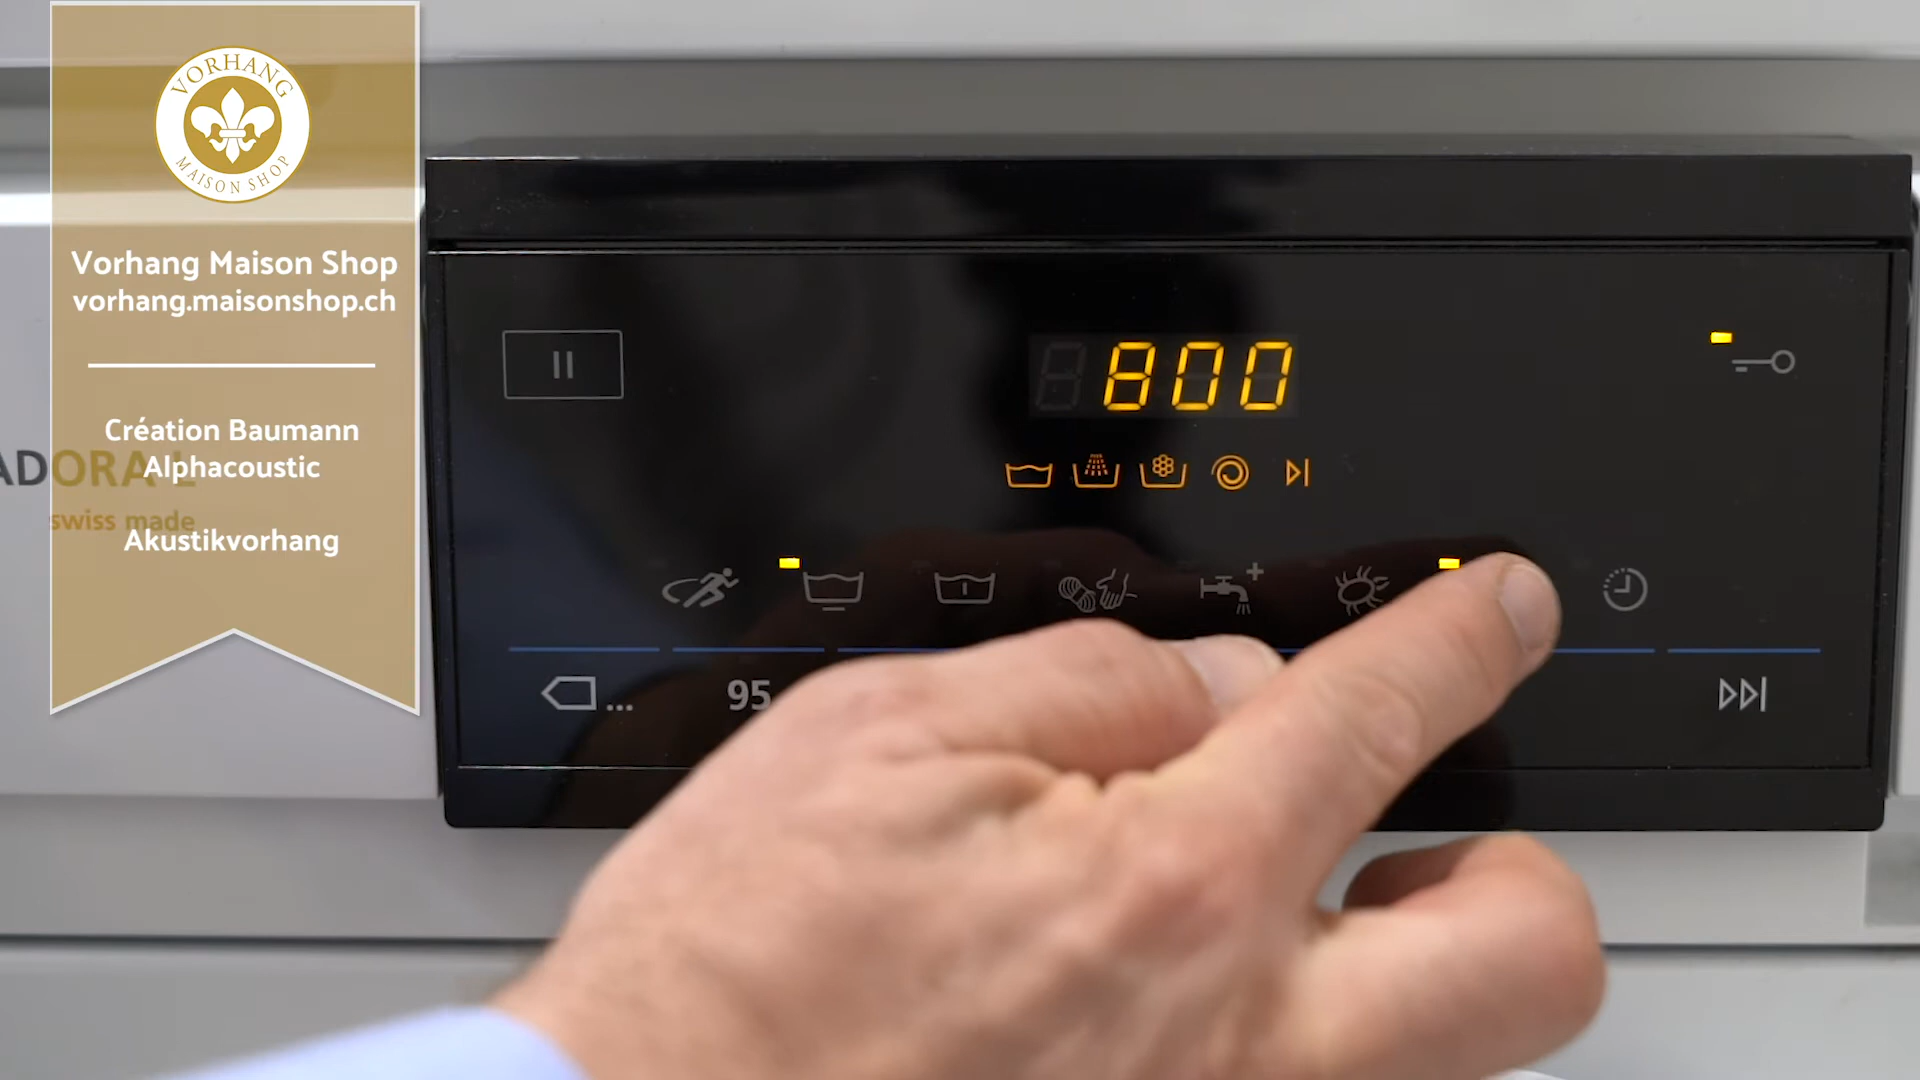 VORHANG
MAISON SHOP
Vorhang Maison Shop
vorhang.maisonshop.ch
Création Baumann
Alphacoustic
Akustikvorhang
ADORA L
swiss made
800
95